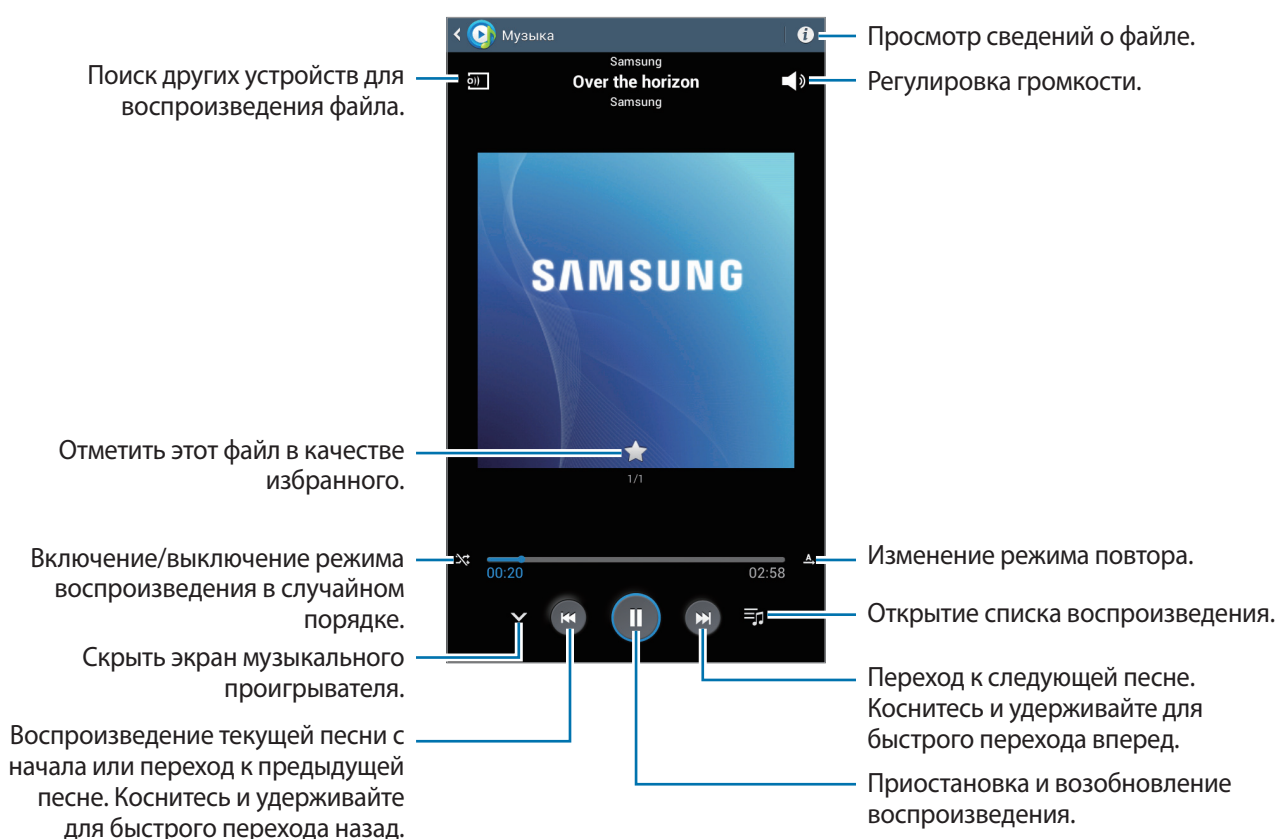 Музыка
Просмотр сведений о файле.
Поиск других устройств для
воспроизведения файла.
Samsung
Over the horizon
Samsung
Регулировка громкости.
SAMSUNG
Отметить этот файл в качестве
избранного.
1/1
Включение/выключение режима
воспроизведения в случайном
порядке.
00:20
02:58
A
Изменение режима повтора.
Открытие списка воспроизведения.
Скрыть экран музыкального
проигрывателя.
Переход к следующей песне.
Коснитесь и удерживайте для
быстрого перехода вперед.
Воспроизведение текущей песни с
начала или переход к предыдущей
песне. Коснитесь и удерживайте
для быстрого перехода назад.
Приостановка и возобновление
воспроизведения.